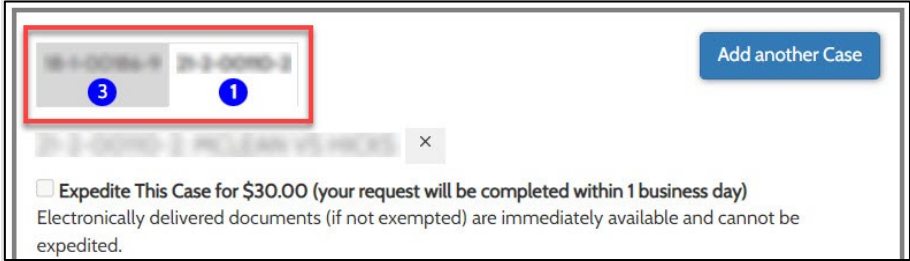 Add another Case
3 1
×
Expedite This Case for $30.00 (your request will be completed within 1 business day)
Electronically delivered documents (if not exempted) are immediately available and cannot be
expedited.